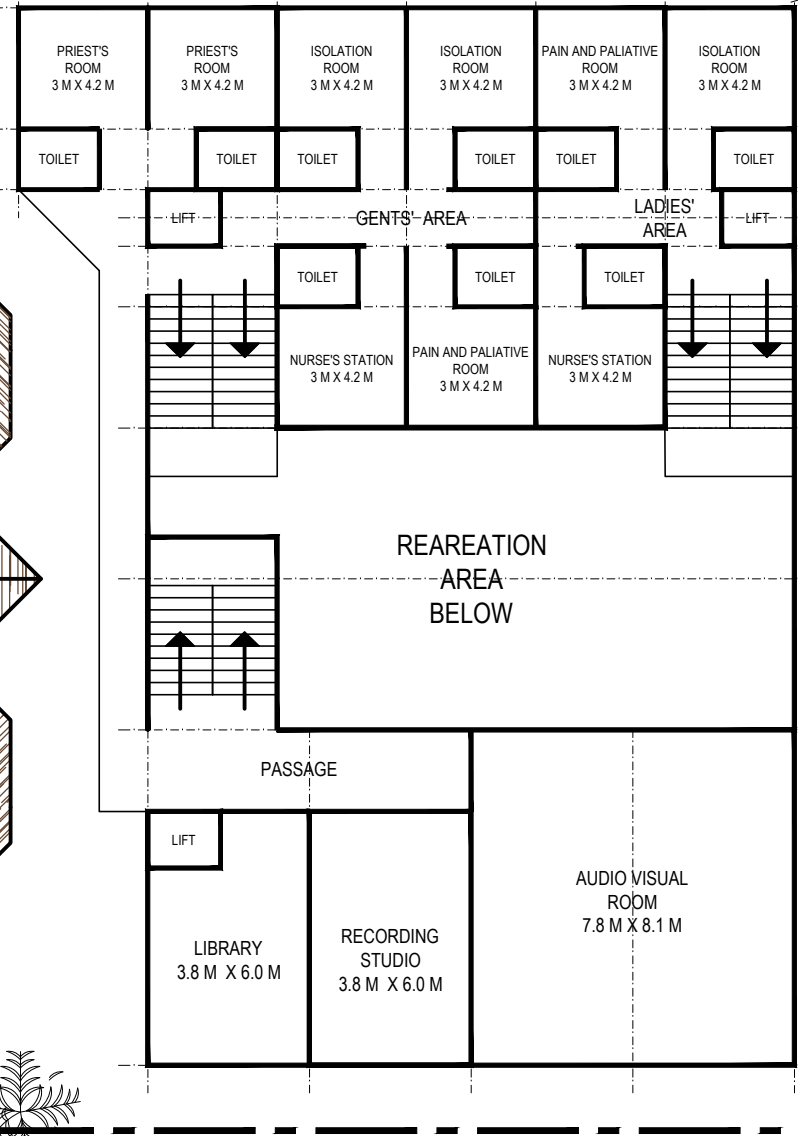 PRIEST'S
ROOM
3 M X 4.2 M
PRIEST'S
ROOM
3 M X 4.2 M
ISOLATION
ROOM
3 M X 4.2 M
ISOLATION
ROOM
3 M X 4.2 M
PAIN AND PALIATIVE
ROOM
3 M X 4.2 M
ISOLATION
ROOM
3 M X 4.2 M
TOILET
TOILET
TOILET
TOILET
TOILET
TOILET
LIFT
GENTS' AREA
LADIES'
AREA
LIFT
TOILET
TOILET
TOILET
NURSE'S STATION
3 M X 4.2 M
PAIN AND PALIATIVE
ROOM
3 M X 4.2 M
NURSE'S STATION
3 M X 4.2 M
REAREATION
AREA
BELOW
PASSAGE
LIFT
LIBRARY
3.8 M X 6.0 M
RECORDING
STUDIO
3.8 M X 6.0 M
AUDIO VISUAL
ROOM
7.8 M X 8.1 M